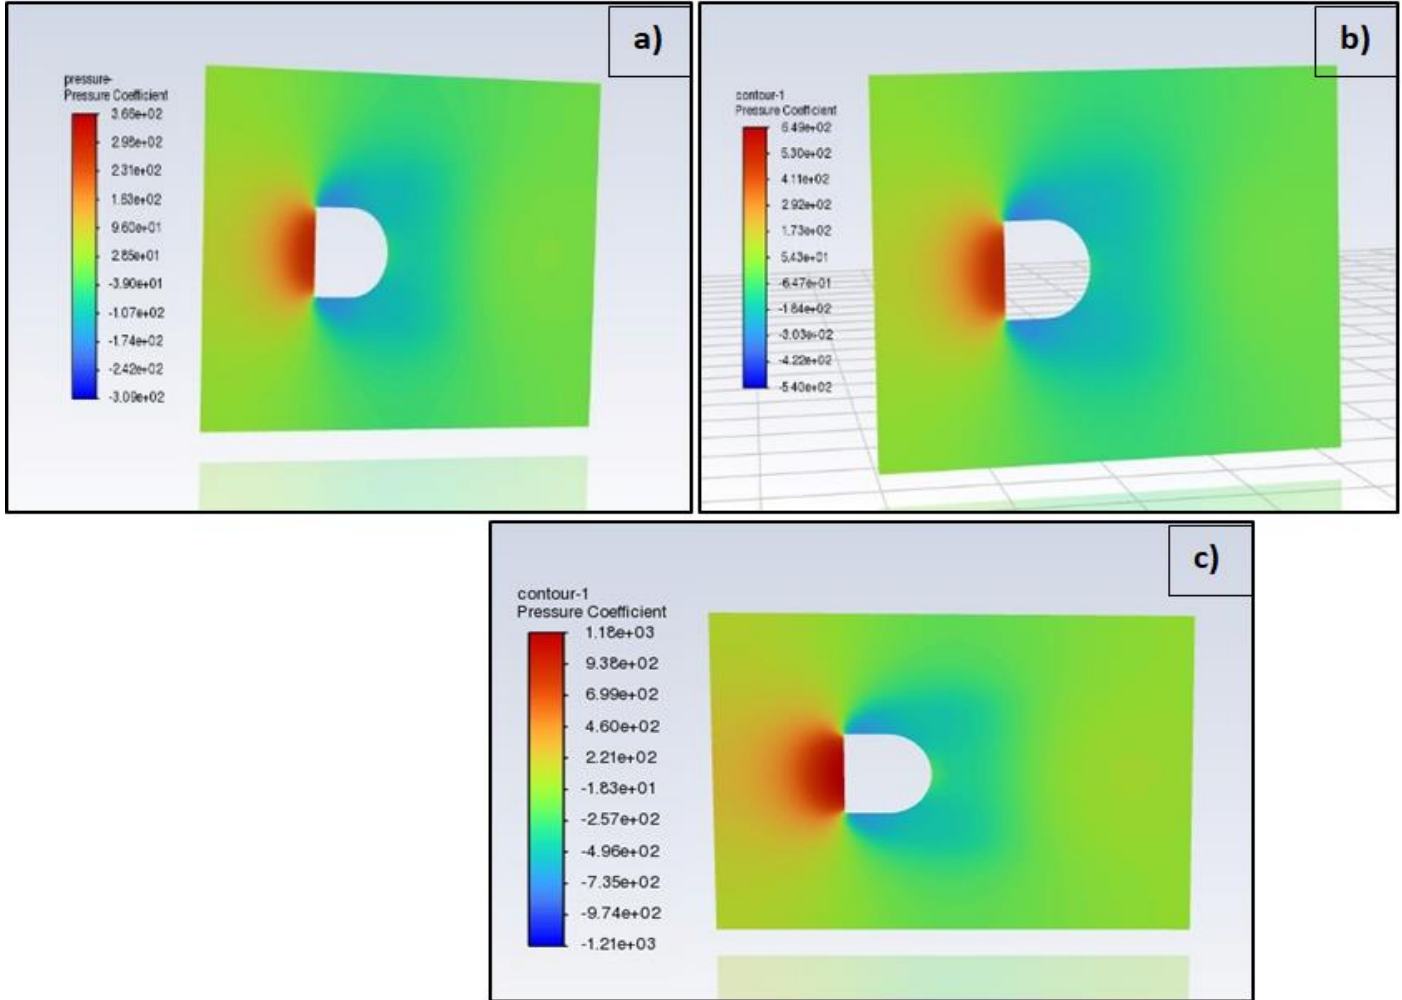 a)
pressure-
Pressure Coefficient
3.66e+02
2.98e+02
2.31e+02
1.63e+02
9.60e+01
2.85e+01
-3.90e+01
-1.07e+02
-1.74e+02
-2.42e+02
-3.09e+02
b)
contour-1
Pressure Coefficient
6.49e+02
5.30e+02
4.11e+02
2.92e+02
1.73e+02
5.43e+01
-6.47e+01
-1.84e+02
-3.03e+02
-4.22e+02
-5.40e+02
c)
contour-1
Pressure Coefficient
1.18e+03
9.38e+02
6.99e+02
4.60e+02
2.21e+02
-1.83e+01
-2.57e+02
-4.96e+02
-7.35e+02
-9.74e+02
-1.21e+03